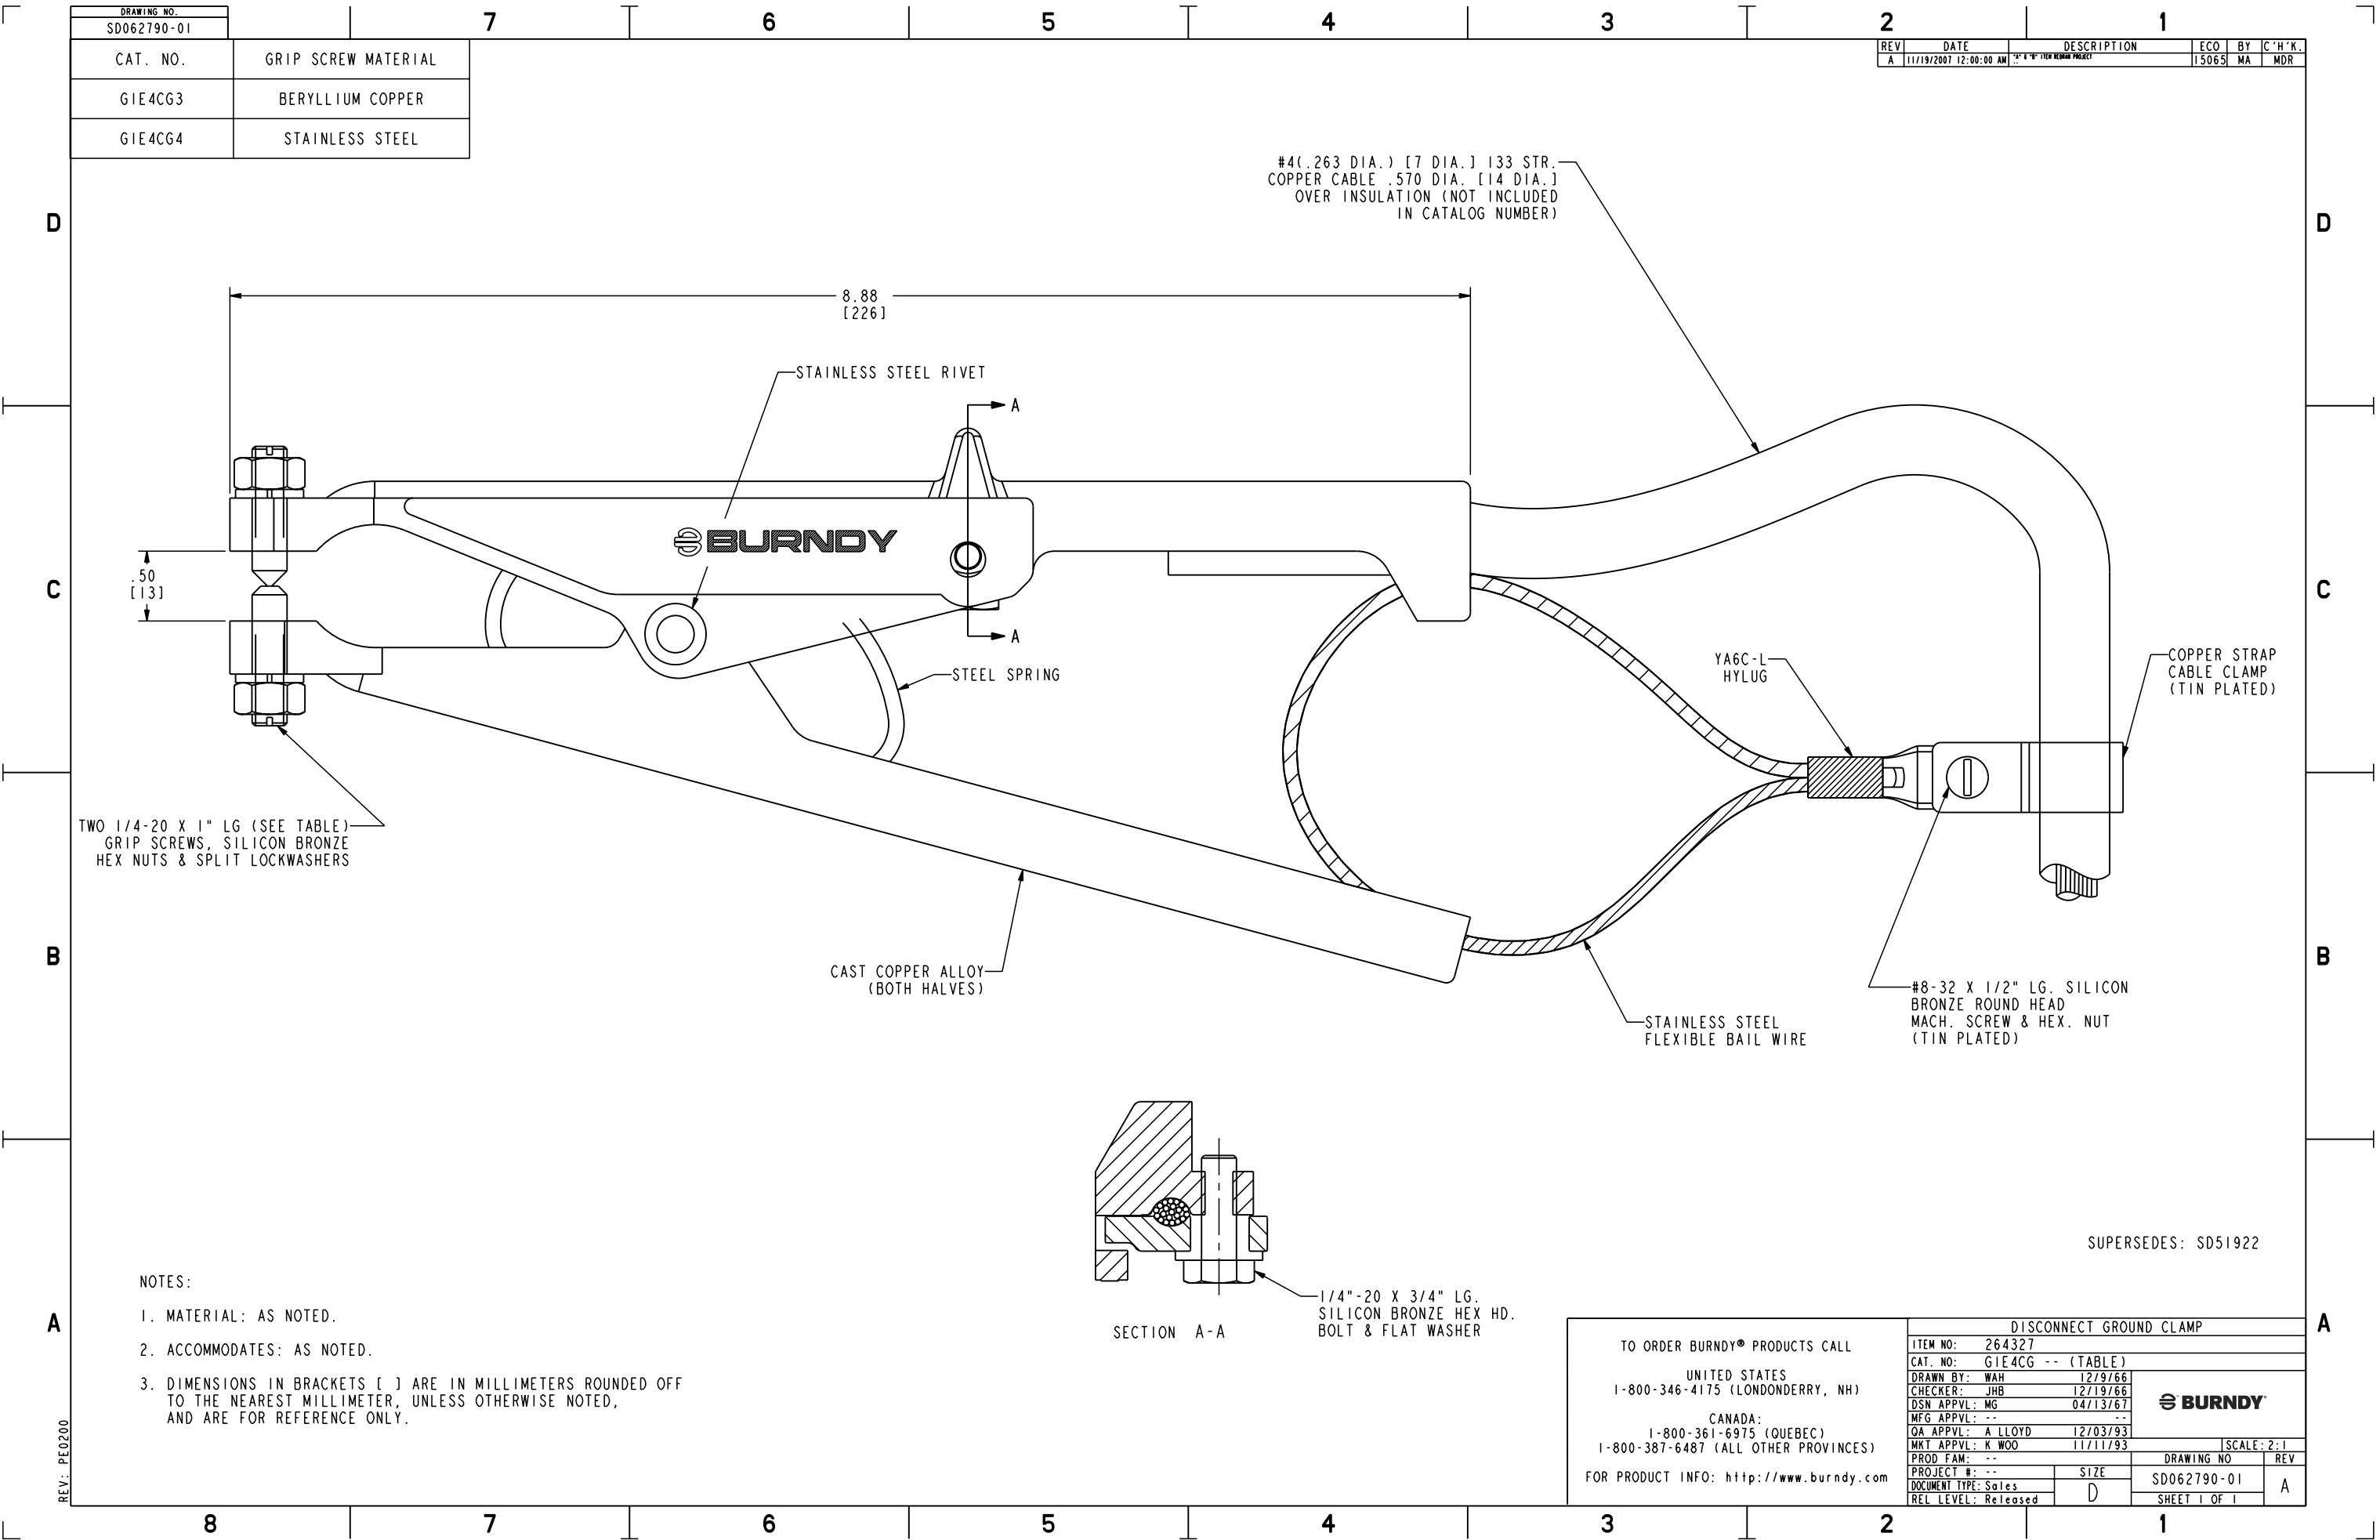 DRAWING NO.
SD062790-01
CAT. NO. GRIP SCREW MATERIAL
G1E4CG3 BERYLLIUM COPPER
G1E4CG4 STAINLESS STEEL
7 6 5 4 3 2 1
REV DATE DESCRIPTION ECO BY C'H'K.
A 11/19/2007 12:00:00 AM "A" & "B" ITEM REDRAW PROJECT 15065 MA MDR
#4(.263 DIA.) [7 DIA.] 133 STR.
COPPER CABLE .570 DIA. [14 DIA.]
OVER INSULATION (NOT INCLUDED
IN CATALOG NUMBER)
D D
8.88
[226]
STAINLESS STEEL RIVET
A
BURNDY
.50
[13]
C C
A
STEEL SPRING
YA6C-L
HYLUG
COPPER STRAP
CABLE CLAMP
(TIN PLATED)
TWO 1/4-20 X 1" LG (SEE TABLE)
GRIP SCREWS, SILICON BRONZE
HEX NUTS & SPLIT LOCKWASHERS
B B
CAST COPPER ALLOY
(BOTH HALVES)
#8-32 X 1/2" LG. SILICON
BRONZE ROUND HEAD
MACH. SCREW & HEX. NUT
(TIN PLATED)
STAINLESS STEEL
FLEXIBLE BAIL WIRE
SUPERSEDES: SD51922
1/4"-20 X 3/4" LG.
SILICON BRONZE HEX HD.
BOLT & FLAT WASHER
SECTION A-A
A A
NOTES:
1. MATERIAL: AS NOTED.
2. ACCOMMODATES: AS NOTED.
3. DIMENSIONS IN BRACKETS [ ] ARE IN MILLIMETERS ROUNDED OFF
TO THE NEAREST MILLIMETER, UNLESS OTHERWISE NOTED,
AND ARE FOR REFERENCE ONLY.
REV: PE0200
TO ORDER BURNDY® PRODUCTS CALL
UNITED STATES
1-800-346-4175 (LONDONDERRY, NH)
CANADA:
1-800-361-6975 (QUEBEC)
1-800-387-6487 (ALL OTHER PROVINCES)
FOR PRODUCT INFO: http://www.burndy.com
DISCONNECT GROUND CLAMP
ITEM NO: 264327
CAT. NO: G1E4CG -- (TABLE)
DRAWN BY: WAH 12/9/66
CHECKER: JHB 12/19/66
DSN APPVL: MG 04/13/67
MFG APPVL: -- --
QA APPVL: A LLOYD 12/03/93
MKT APPVL: K WOO 11/11/93
BURNDY
SCALE: 2:1
PROD FAM: --
PROJECT #: --
DOCUMENT TYPE: Sales
REL LEVEL: Released
SIZE
D
DRAWING NO
SD062790-01
SHEET 1 OF 1
REV
A
8 7 6 5 4 3 2 1